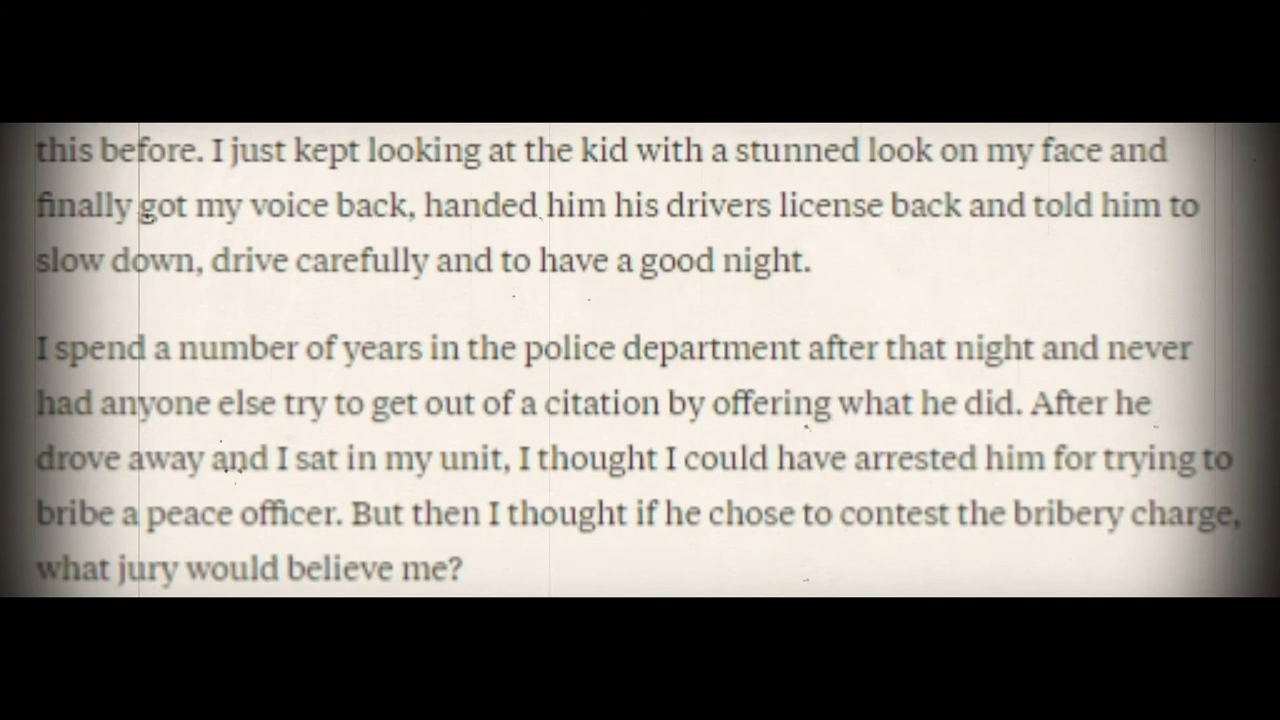 this before. I just kept looking at the kid with a stunned look on my face and
finally got my voice back, handed him his drivers license back and told him to
slow down, drive carefully and to have a good night.
I spend a number of years in the police department after that night and never
had anyone else try to get out of a citation by offering what he did. After he
drove away and I sat in my unit, I thought I could have arrested him for trying to
bribe a peace officer. But then I thought if he chose to contest the bribery charge,
what jury would believe me?